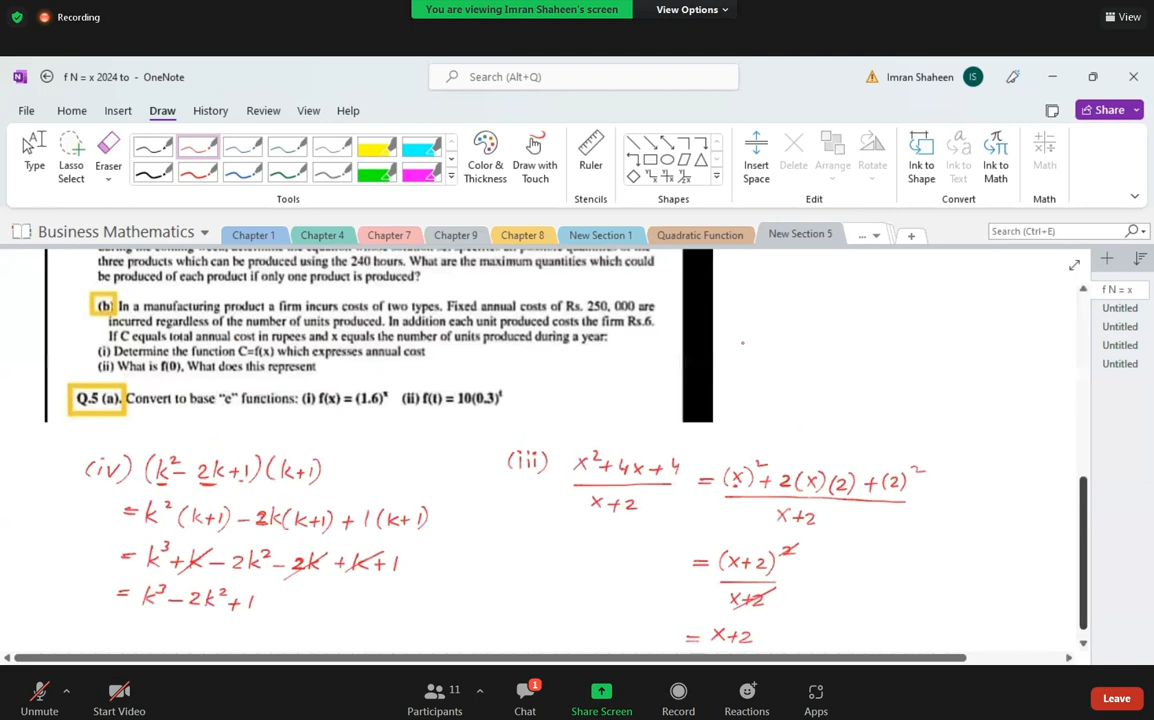 Recording
You are viewing Imran Shaheen's screen
View Options
View
f N = x 2024 to - OneNote
Search (Alt+Q)
Imran Shaheen
IS
File Home Insert Draw History Review View Help
Share
Type
Lasso Select
Eraser
Color & Thickness
Draw with Touch
Ruler
Insert Space
Delete
Arrange
Rotate
Ink to Shape
Ink to Text
Ink to Math
Math
Tools
Stencils
Shapes
Edit
Convert
Math
Business Mathematics
Chapter 1
Chapter 4
Chapter 7
Chapter 9
Chapter 8
New Section 1
Quadratic Function
New Section 5
...
Search (Ctrl+E)
three products which can be produced using the 240 hours. What are the maximum quantities which could
be produced of each product if only one product is produced?
(b) In a manufacturing product a firm incurs costs of two types. Fixed annual costs of Rs. 250, 000 are
incurred regardless of the number of units produced. In addition each unit produced costs the firm Rs.6.
If C equals total annual cost in rupees and x equals the number of units produced during a year:
(i) Determine the function C=f(x) which expresses annual cost
(ii) What is f(0), What does this represent
Q.5 (a). Convert to base "e" functions: (i) f(x) = (1.6)ˣ (ii) f(t) = 10(0.3)ᵗ
(iv) (k² - 2k + 1)(k+1)
= k² (k+1) - 2k(k+1) + 1 (k+1)
= k³ + k - 2k² - 2k + k + 1
= k³ - 2k² + 1
(iii) x² + 4x + 4 / x+2 = (x)² + 2(x)(2) + (2)² / x+2
= (x+2)² / x+2
= x+2
f N = x
Untitled
Untitled
Untitled
Untitled
Unmute
Start Video
11
Participants
1
Chat
Share Screen
Record
Reactions
Apps
Leave